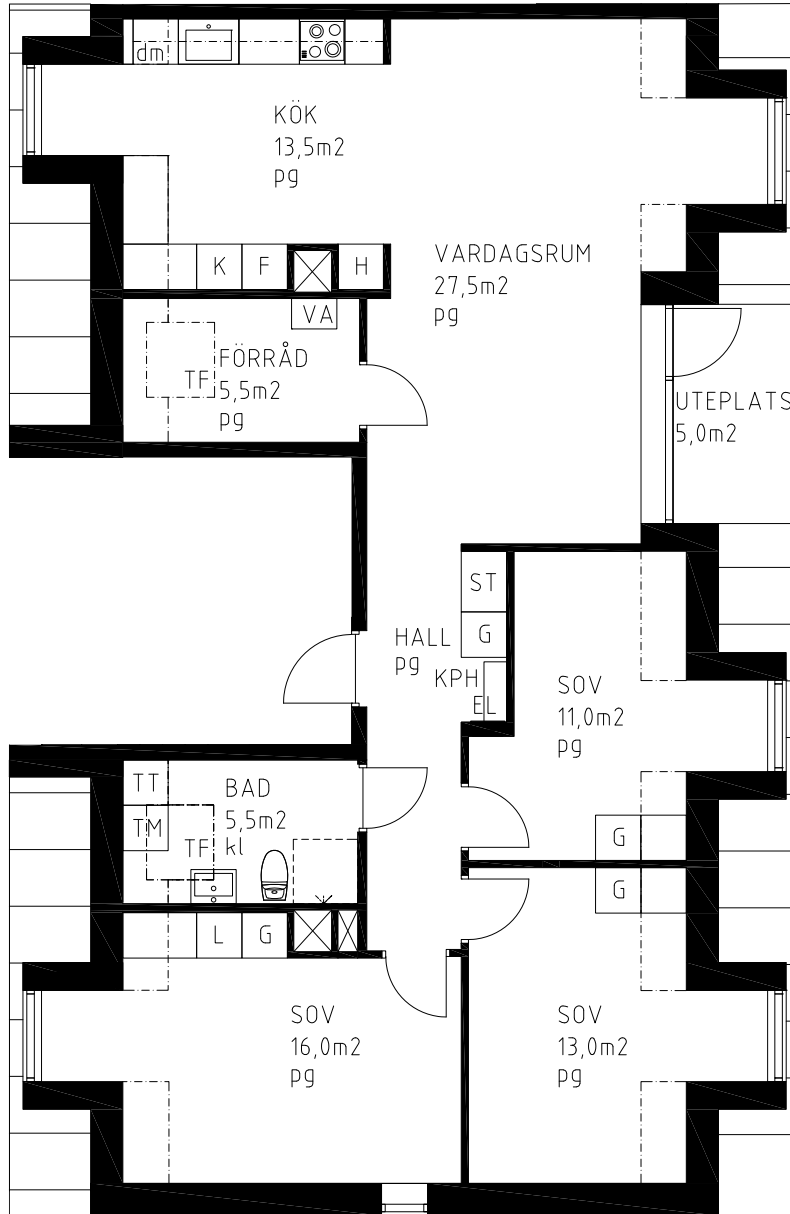 dm
KÖK
13,5m2
pg
K
F
H
VARDAGSRUM
27,5m2
pg
VA
FÖRRÅD
TF
5,5m2
pg
UTEPLATS
5,0m2
ST
G
HALL
pg
KPH
EL
SOV
11,0m2
pg
TT
TM
BAD
5,5m2
kl
TF
G
G
L
G
SOV
16,0m2
pg
SOV
13,0m2
pg